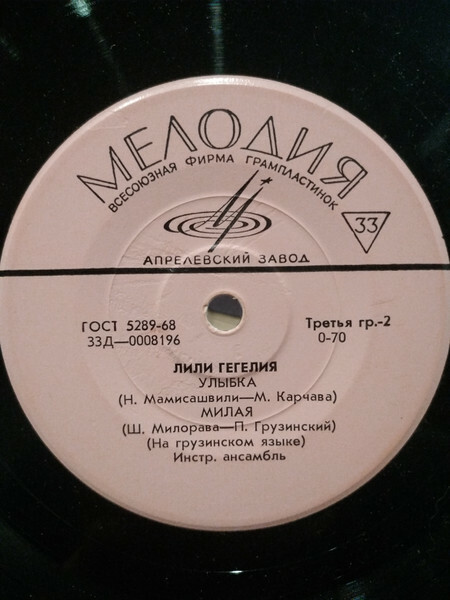 МЕЛОДИЯ
ВСЕСОЮЗНАЯ ФИРМА ГРАМПЛАСТИНОК
33
АПРЕЛЕВСКИЙ ЗАВОД
ГОСТ 5289-68 Третья гр.-2
33Д—0008196 0-70
ЛИЛИ ГЕГЕЛИЯ
УЛЫБКА
(Н. Мамисашвили—М. Карчава)
МИЛАЯ
(Ш. Милорава—П. Грузинский)
(На грузинском языке)
Инстр. ансамбль